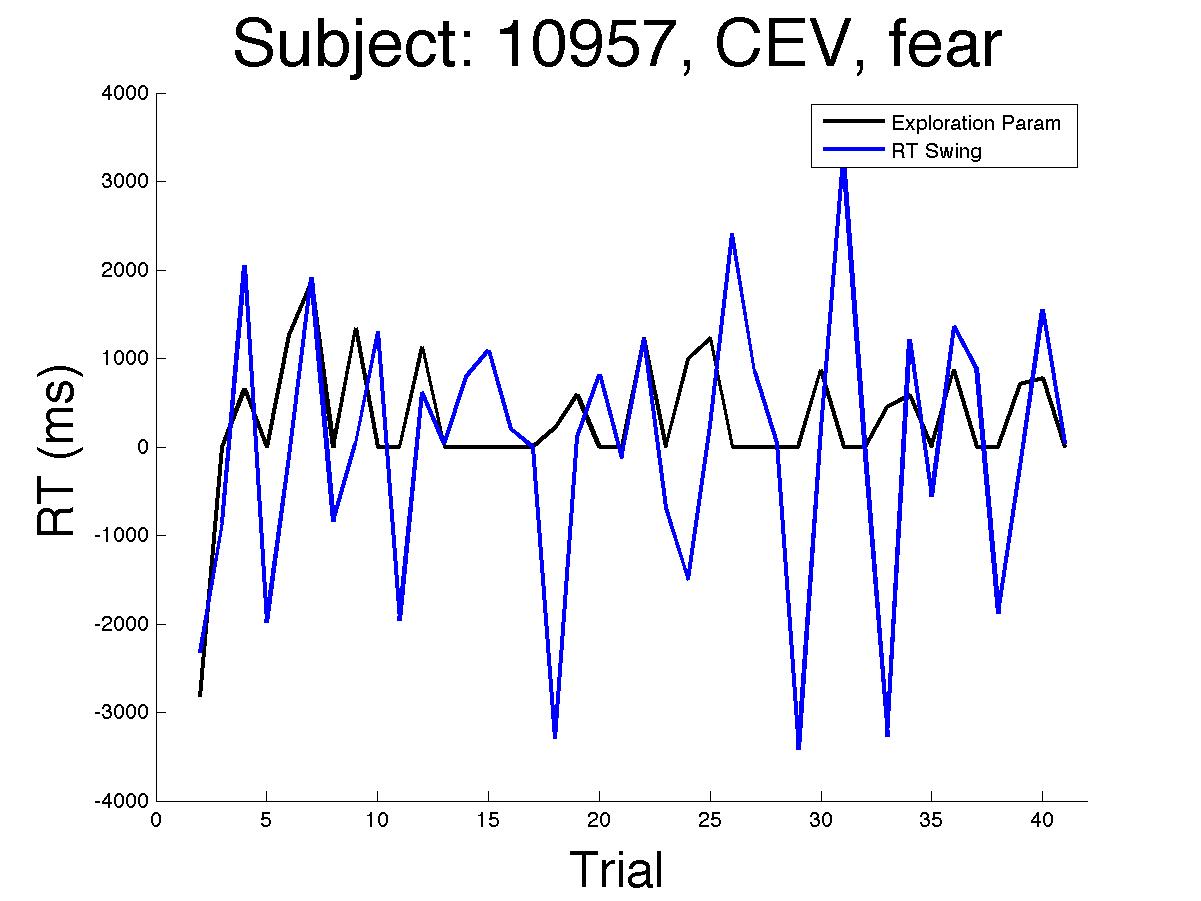 Subject: 10957, CEV, fear
4000
Exploration Param
RT Swing
3000
2000
1000
0
-1000
-2000
-3000
-4000
RT (ms)
0 5 10 15 20 25 30 35 40
Trial